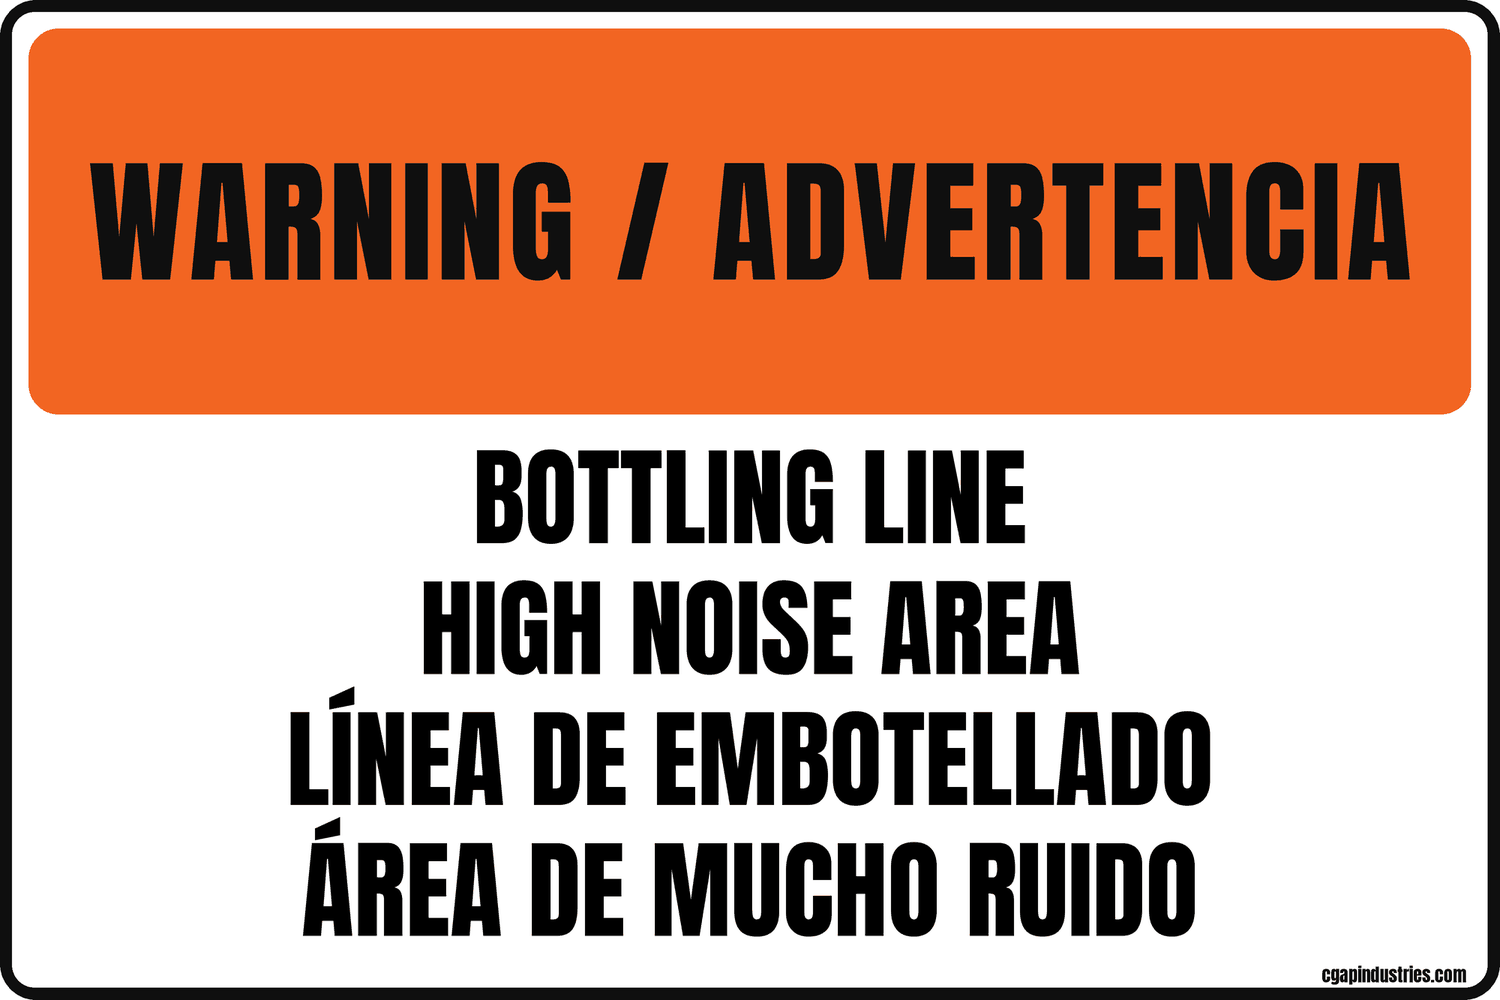 WARNING / ADVERTENCIA
BOTTLING LINE
HIGH NOISE AREA
LÍNEA DE EMBOTELLADO
ÁREA DE MUCHO RUIDO
cgapindustries.com